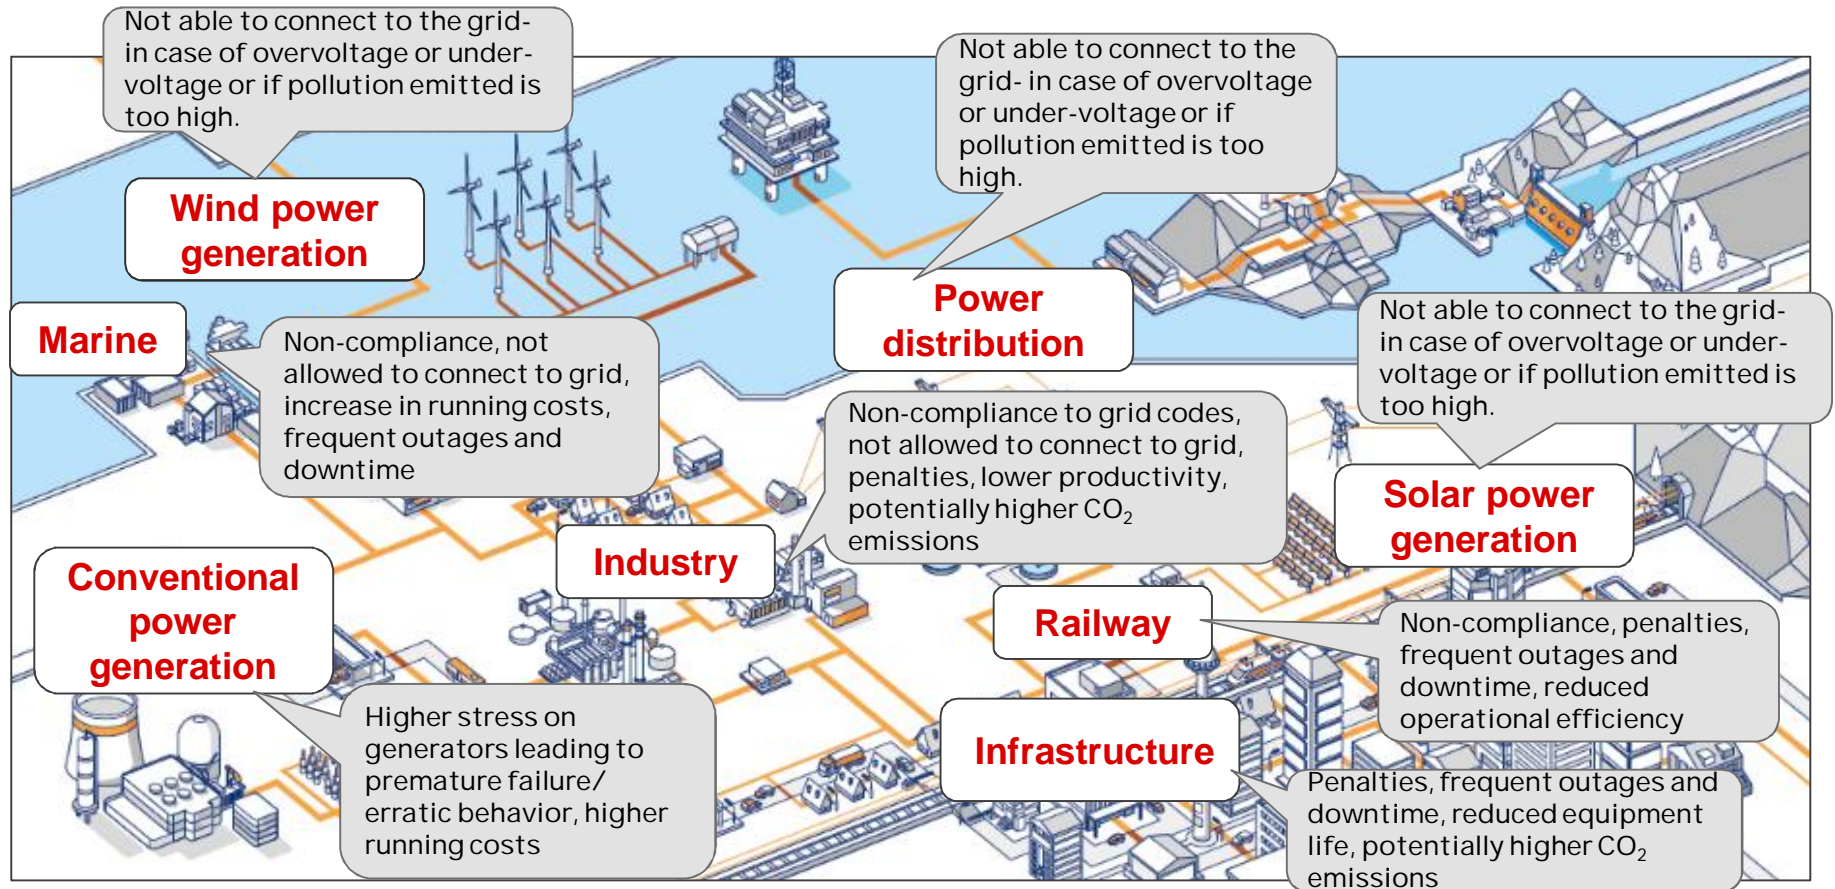 Not able to connect to the grid-
in case of overvoltage or under-
voltage or if pollution emitted is
too high.
Wind power
generation
Not able to connect to the
grid- in case of overvoltage
or under-voltage or if
pollution emitted is too
high.
Power
distribution
Marine
Non-compliance, not
allowed to connect to grid,
increase in running costs,
frequent outages and
downtime
Not able to connect to the grid-
in case of overvoltage or under-
voltage or if pollution emitted is
too high.
Solar power
generation
Non-compliance to grid codes,
not allowed to connect to grid,
penalties, lower productivity,
potentially higher CO₂
emissions
Industry
Conventional
power
generation
Higher stress on
generators leading to
premature failure/
erratic behavior, higher
running costs
Railway
Non-compliance, penalties,
frequent outages and
downtime, reduced
operational efficiency
Infrastructure
Penalties, frequent outages and
downtime, reduced equipment
life, potentially higher CO₂
emissions